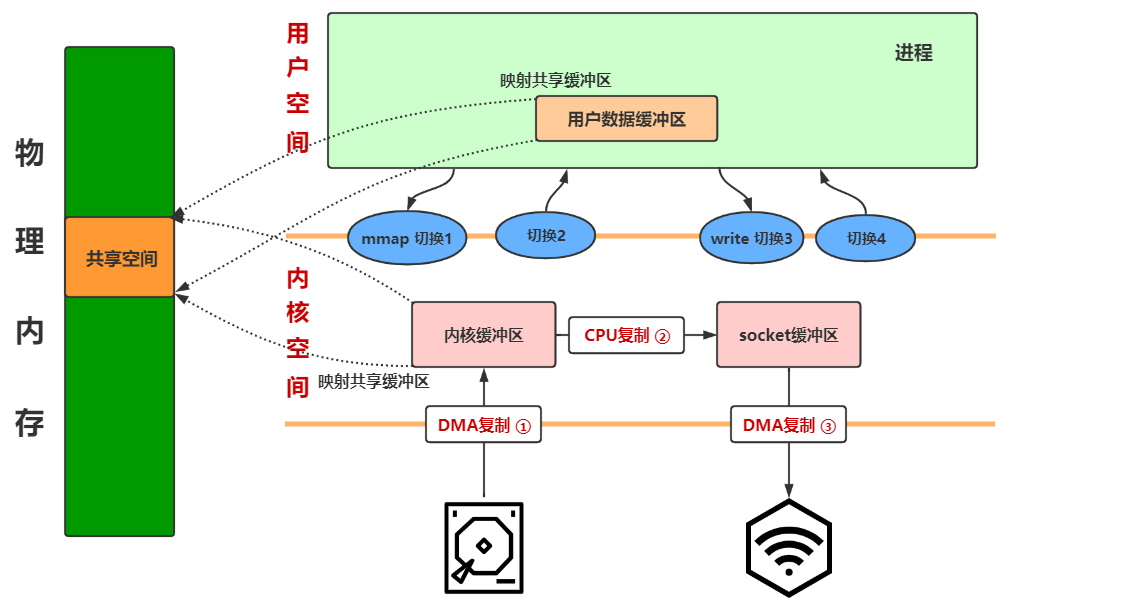 物理内存
共享空间
用户空间
进程
映射共享缓冲区
用户数据缓冲区
mmap 切换1
切换2
write 切换3
切换4
内核空间
内核缓冲区
CPU复制 ②
socket缓冲区
映射共享缓冲区
DMA复制 ①
DMA复制 ③